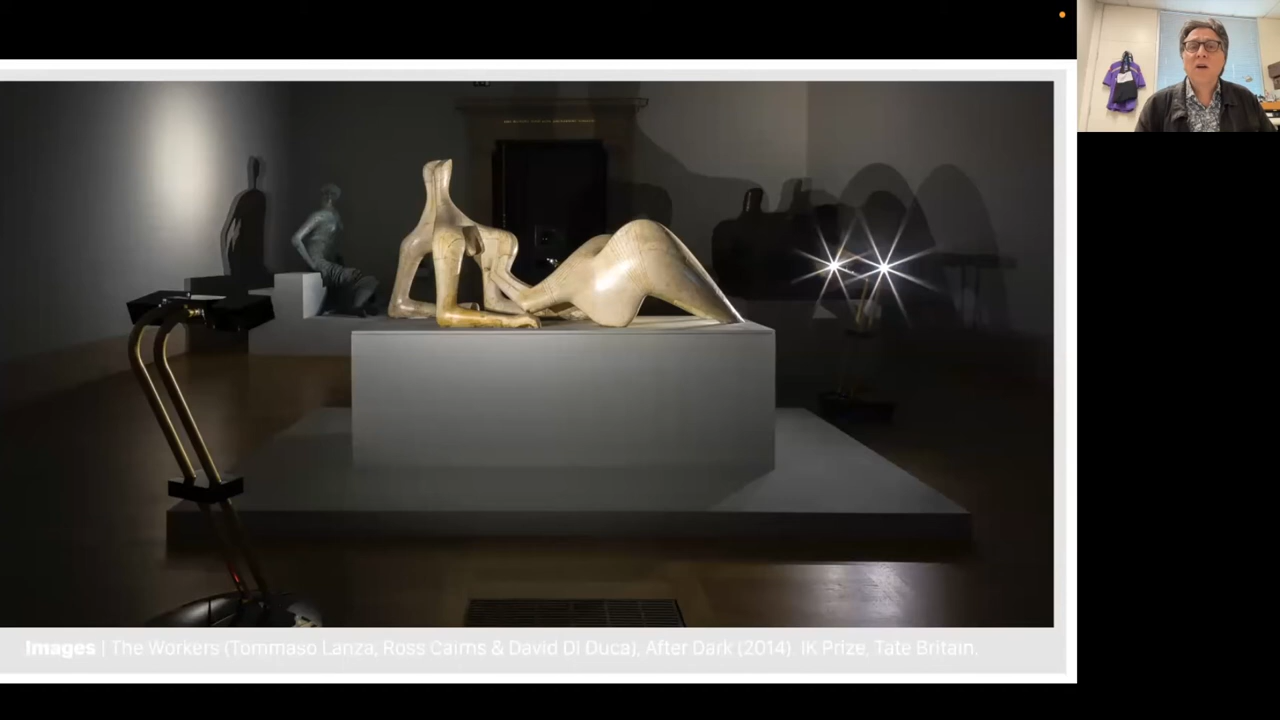 Images | The Workers (Tommaso Lanza, Ross Cairns & David Di Duca), After Dark (2014). IK Prize, Tate Britain.